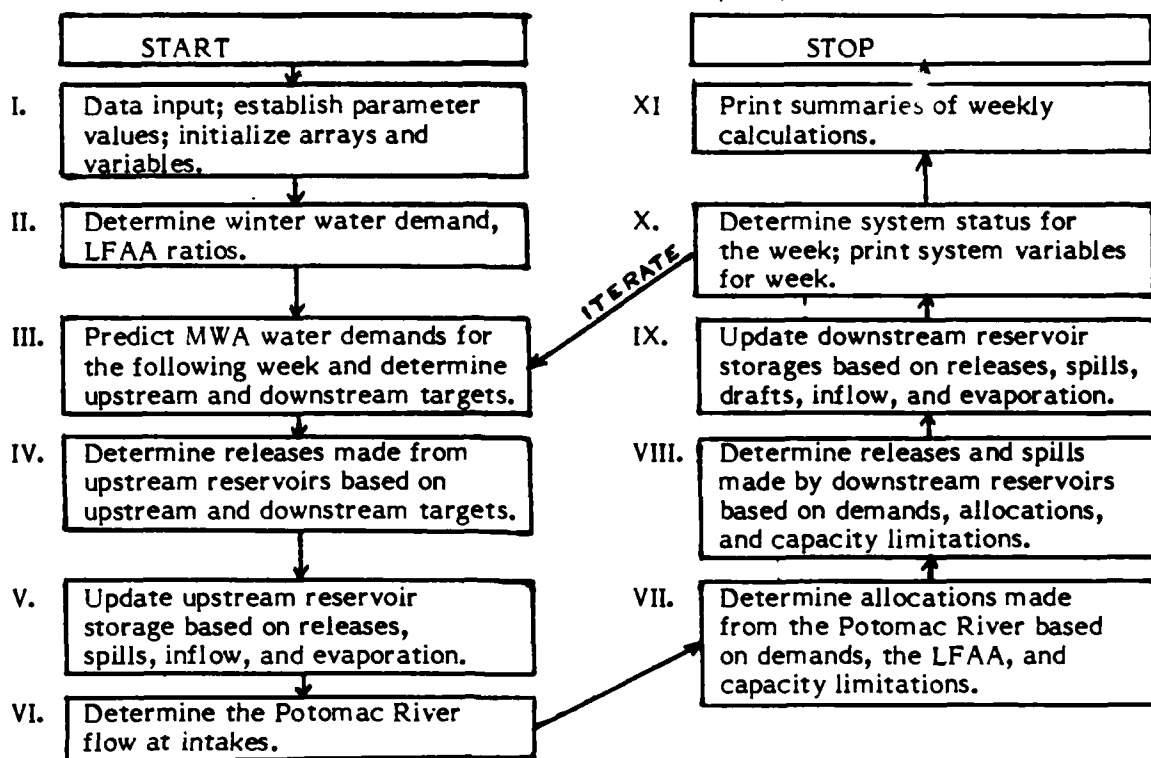 START
I. Data input; establish parameter
values; initialize arrays and
variables.
II. Determine winter water demand,
LFAA ratios.
III. Predict MWA water demands for
the following week and determine
upstream and downstream targets.
IV. Determine releases made from
upstream reservoirs based on
upstream and downstream targets.
V. Update upstream reservoir
storage based on releases,
spills, inflow, and evaporation.
VI. Determine the Potomac River
flow at intakes.
ITERATE
STOP
XI Print summaries of weekly
calculations.
X. Determine system status for
the week; print system variables
for week.
IX. Update downstream reservoir
storages based on releases, spills,
drafts, inflow, and evaporation.
VIII. Determine releases and spills
made by downstream reservoirs
based on demands, allocations,
and capacity limitations.
VII. Determine allocations made
from the Potomac River based
on demands, the LFAA, and
capacity limitations.